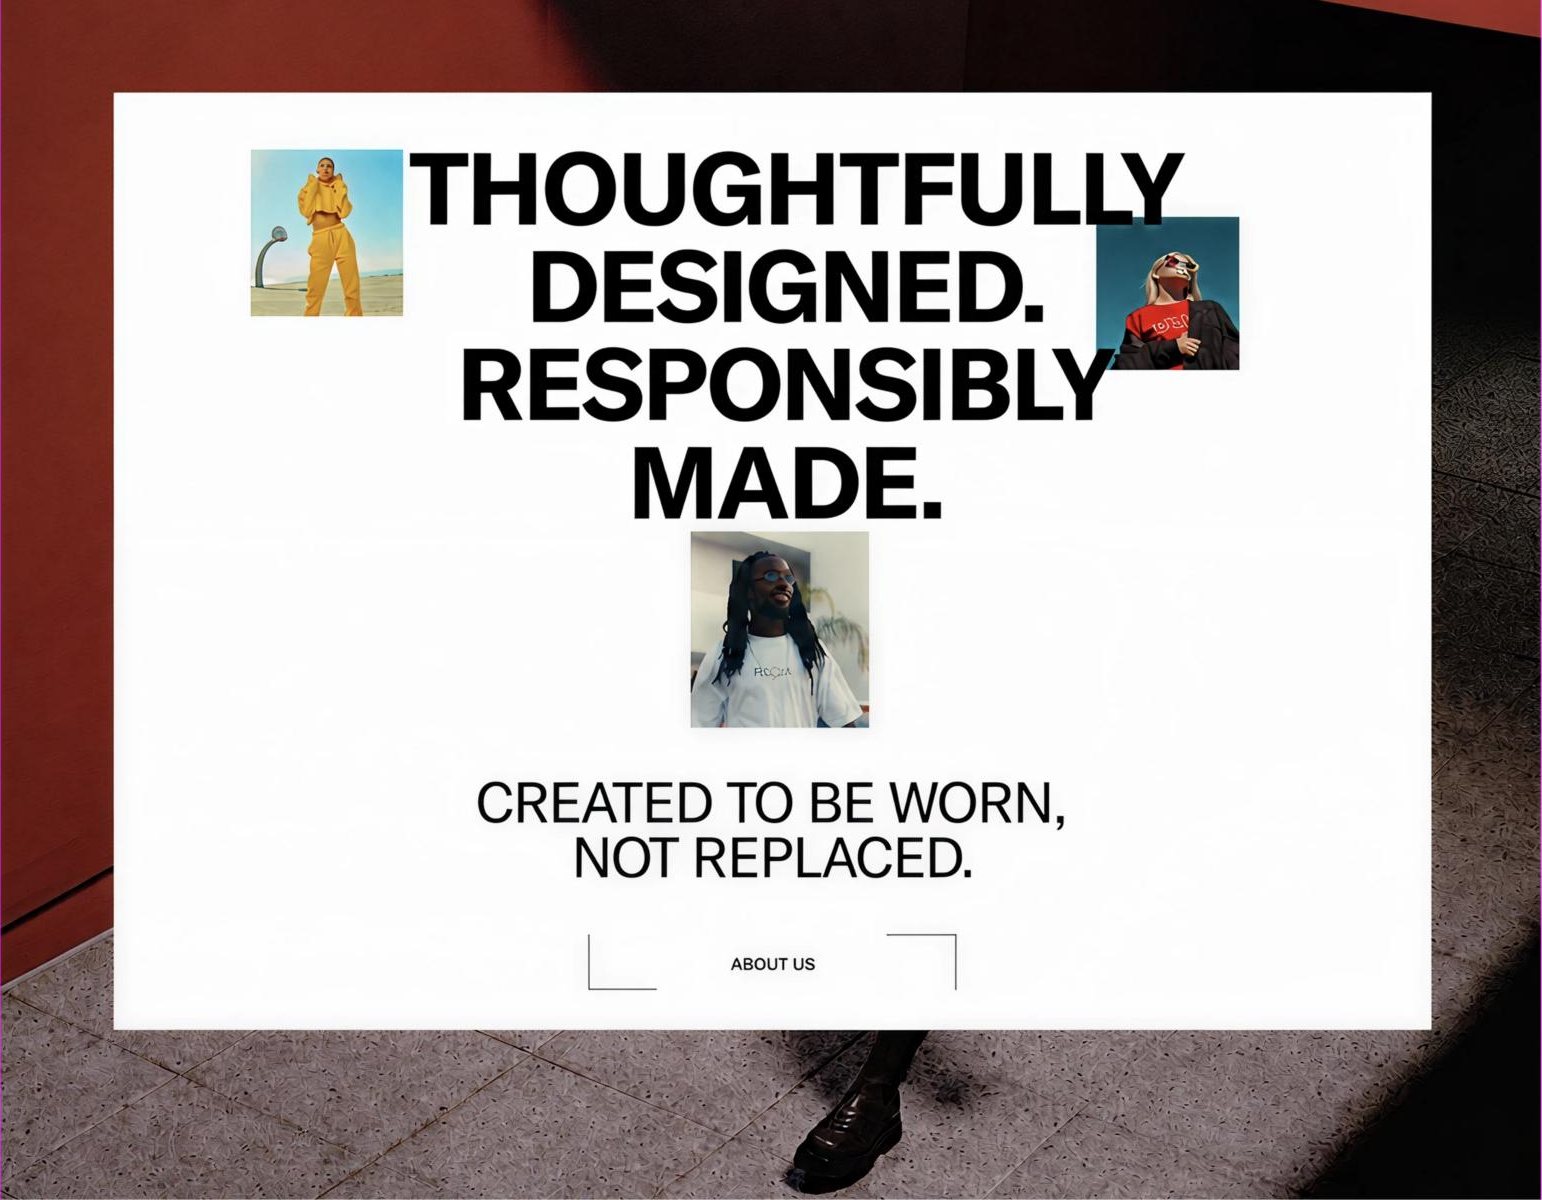 THOUGHTFULLY
DESIGNED.
RESPONSIBLY
MADE.
CREATED TO BE WORN,
NOT REPLACED.
ABOUT US